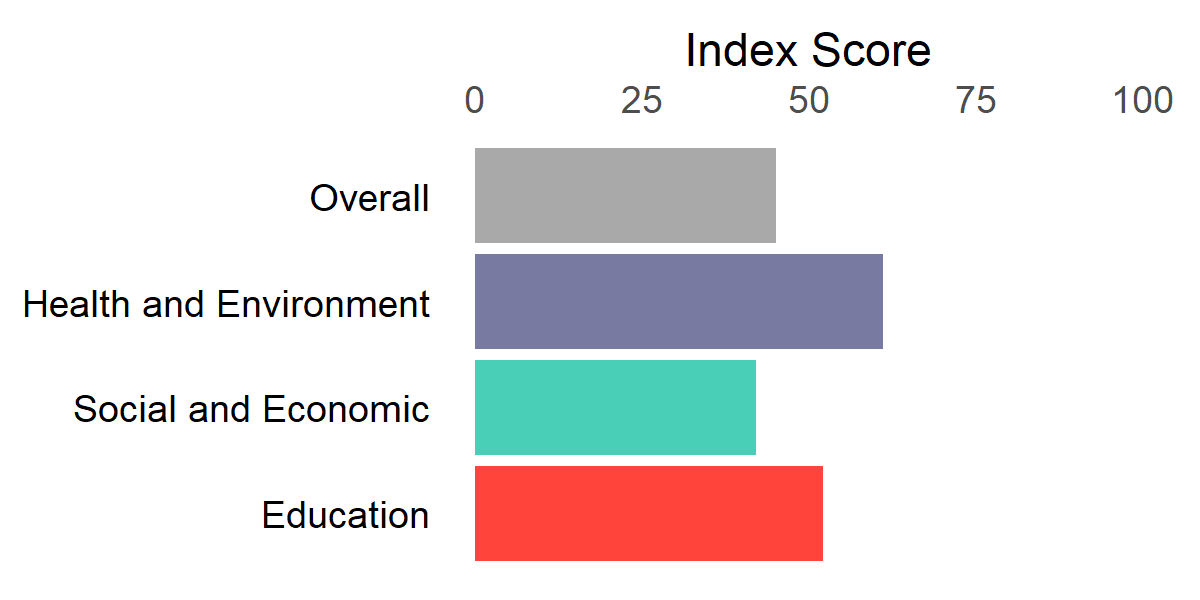 Index Score
0 25 50 75 100
Overall
Health and Environment
Social and Economic
Education